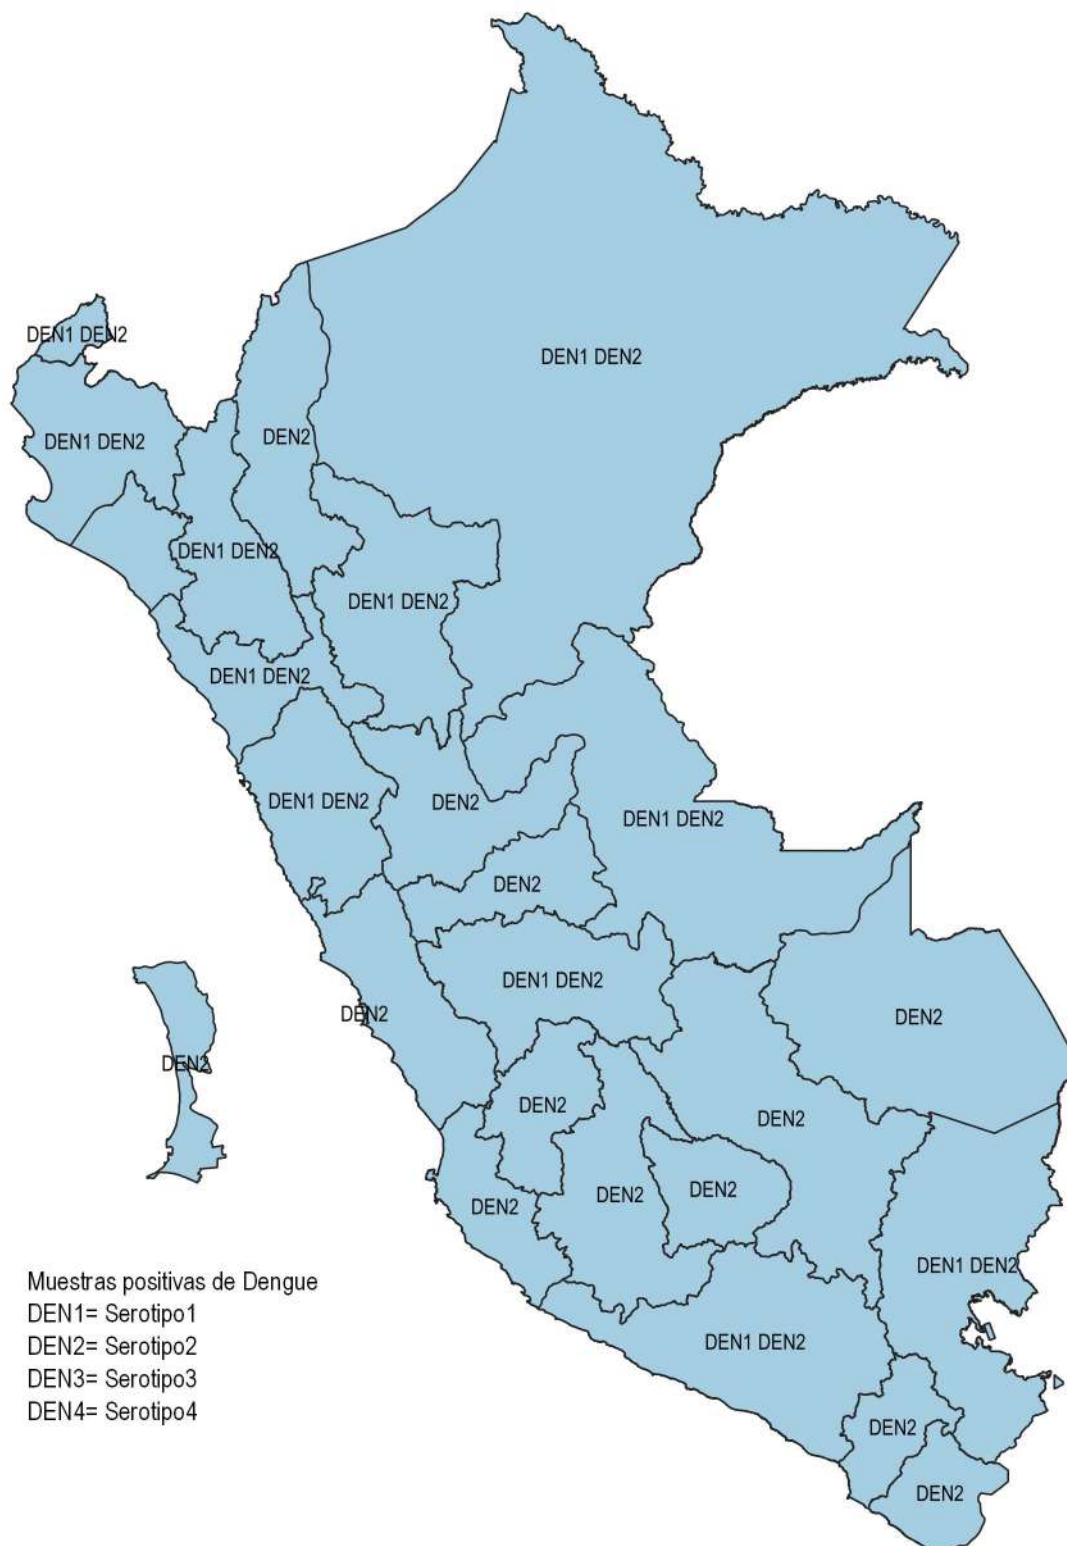 DEN1 DEN2
DEN1 DEN2
DEN1 DEN2
DEN2
DEN1 DEN2
DEN1 DEN2
DEN1 DEN2
DEN1 DEN2
DEN2
DEN1 DEN2
DEN2
DEN1 DEN2
DEN2
DEN2
DEN2
DEN2
DEN2
DEN2
DEN2
DEN2
DEN1 DEN2
DEN1 DEN2
DEN2
DEN2
Muestras positivas de Dengue
DEN1= Serotipo1
DEN2= Serotipo2
DEN3= Serotipo3
DEN4= Serotipo4